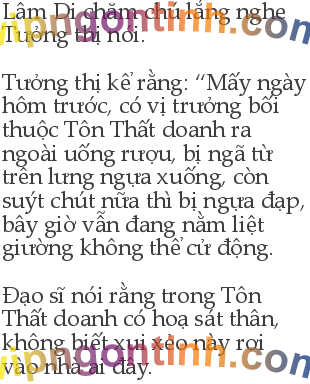 Lâm Di chăm chú lắng nghe
Tưởng thị nói:
Tưởng thị kể rằng: “Mấy ngày
hôm trước, có vị trưởng bối
thuộc Tôn Thất doanh ra
ngoài uống rượu, bị ngã từ
trên lưng ngựa xuống, còn
suýt chút nữa thì bị ngựa đạp,
bây giờ vẫn đang nằm liệt
giường không thể cử động.
Đạo sĩ nói rằng trong Tôn
Thất doanh có hoạ sát thân,
không biết xui xẻo này rơi
vào nhà ai đây.